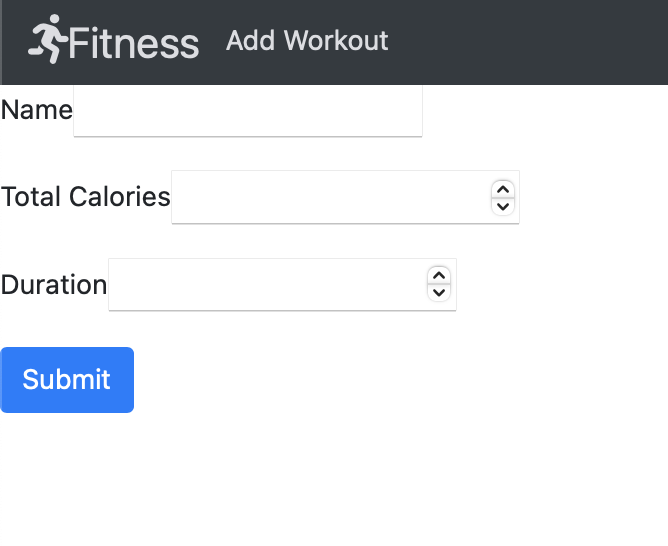 Fitness Add Workout
Name
Total Calories
Duration
Submit